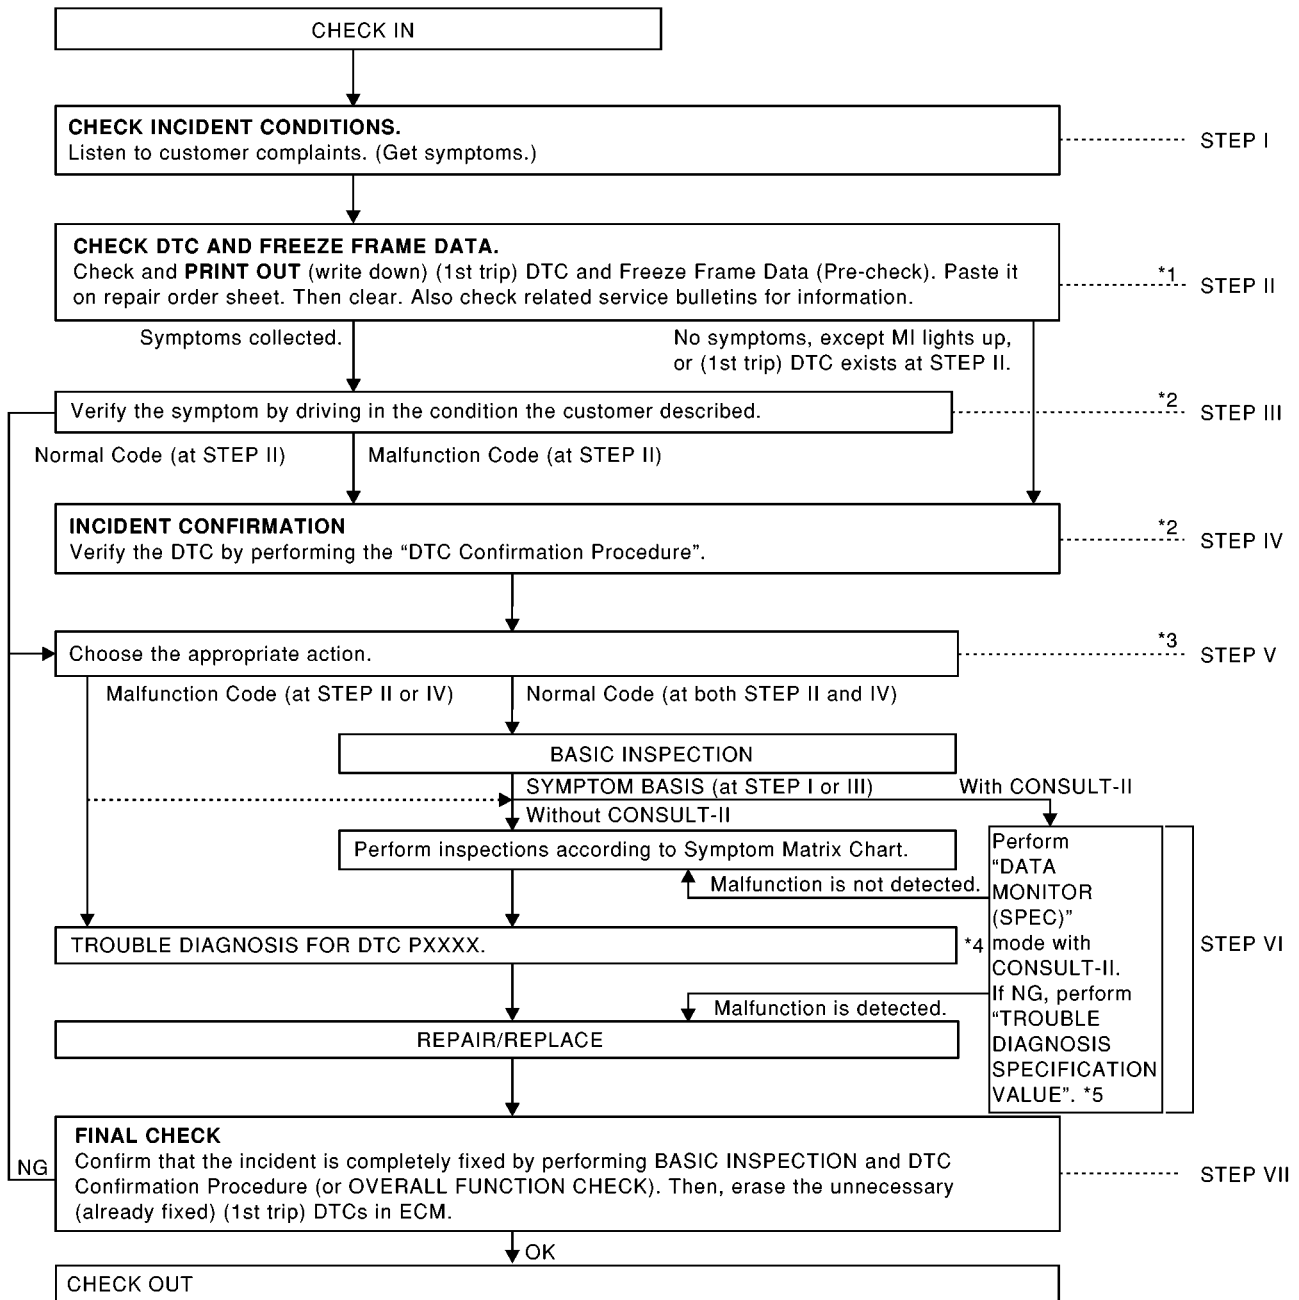 CHECK IN
CHECK INCIDENT CONDITIONS.
Listen to customer complaints. (Get symptoms.)
STEP I
CHECK DTC AND FREEZE FRAME DATA.
Check and PRINT OUT (write down) (1st trip) DTC and Freeze Frame Data (Pre-check). Paste it
on repair order sheet. Then clear. Also check related service bulletins for information.
*1
STEP II
Symptoms collected.
No symptoms, except MI lights up,
or (1st trip) DTC exists at STEP II.
Verify the symptom by driving in the condition the customer described.
*2
STEP III
Normal Code (at STEP II)
Malfunction Code (at STEP II)
INCIDENT CONFIRMATION
Verify the DTC by performing the “DTC Confirmation Procedure”.
*2
STEP IV
Choose the appropriate action.
*3
STEP V
Malfunction Code (at STEP II or IV)
Normal Code (at both STEP II and IV)
BASIC INSPECTION
SYMPTOM BASIS (at STEP I or III)
With CONSULT-II
Without CONSULT-II
Perform inspections according to Symptom Matrix Chart.
Malfunction is not detected.
Perform
“DATA
MONITOR
(SPEC)”
mode with
CONSULT-II.
If NG, perform
“TROUBLE
DIAGNOSIS
SPECIFICATION
VALUE”. *5
STEP VI
TROUBLE DIAGNOSIS FOR DTC PXXXX.
*4
Malfunction is detected.
REPAIR/REPLACE
FINAL CHECK
Confirm that the incident is completely fixed by performing BASIC INSPECTION and DTC
Confirmation Procedure (or OVERALL FUNCTION CHECK). Then, erase the unnecessary
(already fixed) (1st trip) DTCs in ECM.
NG
STEP VII
OK
CHECK OUT